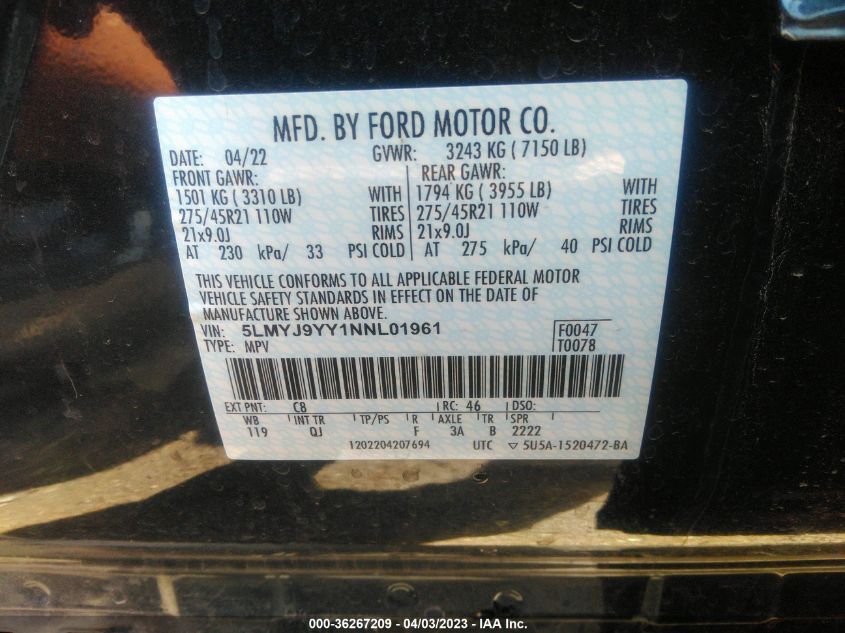 MFD. BY FORD MOTOR CO.
DATE: 04/22 GVWR: 3243 KG ( 7150 LB)
FRONT GAWR: REAR GAWR:
1501 KG ( 3310 LB) WITH 1794 KG ( 3955 LB) WITH
275/45R21 110W TIRES 275/45R21 110W TIRES
21x9.0J RIMS 21x9.0J RIMS
AT 230 kPa/ 33 PSI COLD AT 275 kPa/ 40 PSI COLD
THIS VEHICLE CONFORMS TO ALL APPLICABLE FEDERAL MOTOR
VEHICLE SAFETY STANDARDS IN EFFECT ON THE DATE OF
MANUFACTURE SHOWN ABOVE.
VIN: 5LMYJ9YY1NNL01961 F0047
TYPE: MPV T0078
EXT PNT: C8 RC: 46 DSO:
WB INT TR TP/PS R AXLE TR SPR
119 QJ F 3A B 2222
1202204207694 UTC ▽ 5U5A-1520472-BA
000-36267209 - 04/03/2023 - IAA Inc.